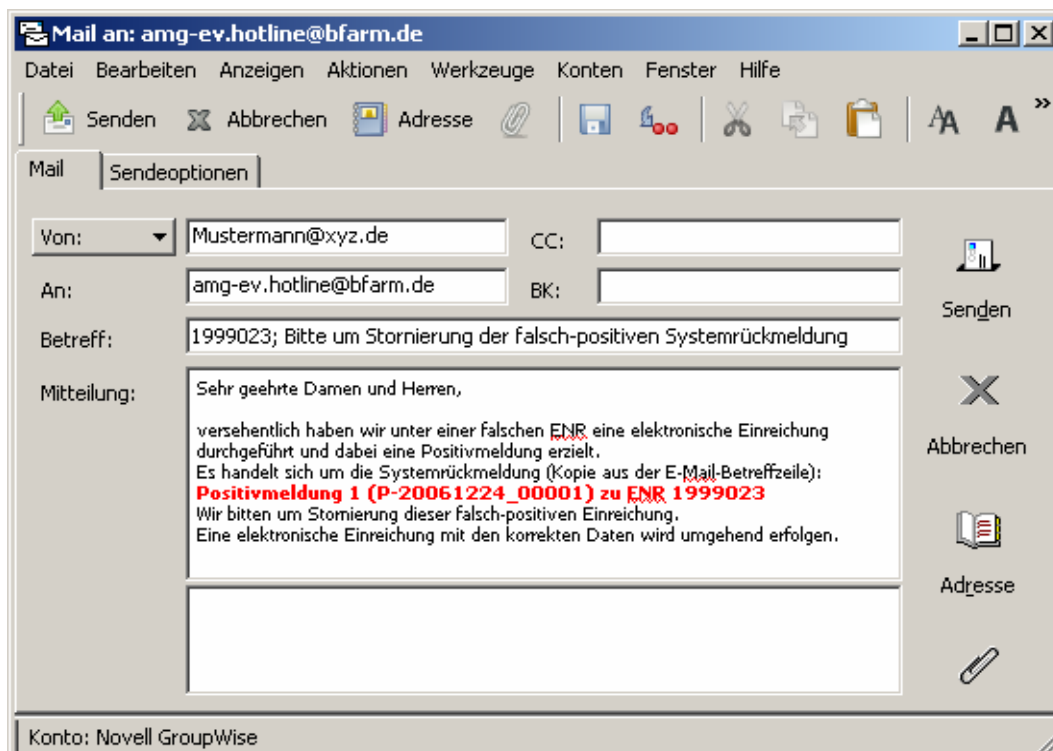 Mail an: amg-ev.hotline@bfarm.de
Datei Bearbeiten Anzeigen Aktionen Werkzeuge Konten Fenster Hilfe
Senden Abbrechen Adresse
Mail Sendeoptionen
Von: Mustermann@xyz.de CC:
An: amg-ev.hotline@bfarm.de BK:
Betreff: 1999023; Bitte um Stornierung der falsch-positiven Systemrückmeldung
Mitteilung:
Sehr geehrte Damen und Herren,
versehentlich haben wir unter einer falschen ENR eine elektronische Einreichung
durchgeführt und dabei eine Positivmeldung erzielt.
Es handelt sich um die Systemrückmeldung (Kopie aus der E-Mail-Betreffzeile):
Positivmeldung 1 (P-20061224_00001) zu ENR 1999023
Wir bitten um Stornierung dieser falsch-positiven Einreichung.
Eine elektronische Einreichung mit den korrekten Daten wird umgehend erfolgen.
Senden
Abbrechen
Adresse
Konto: Novell GroupWise